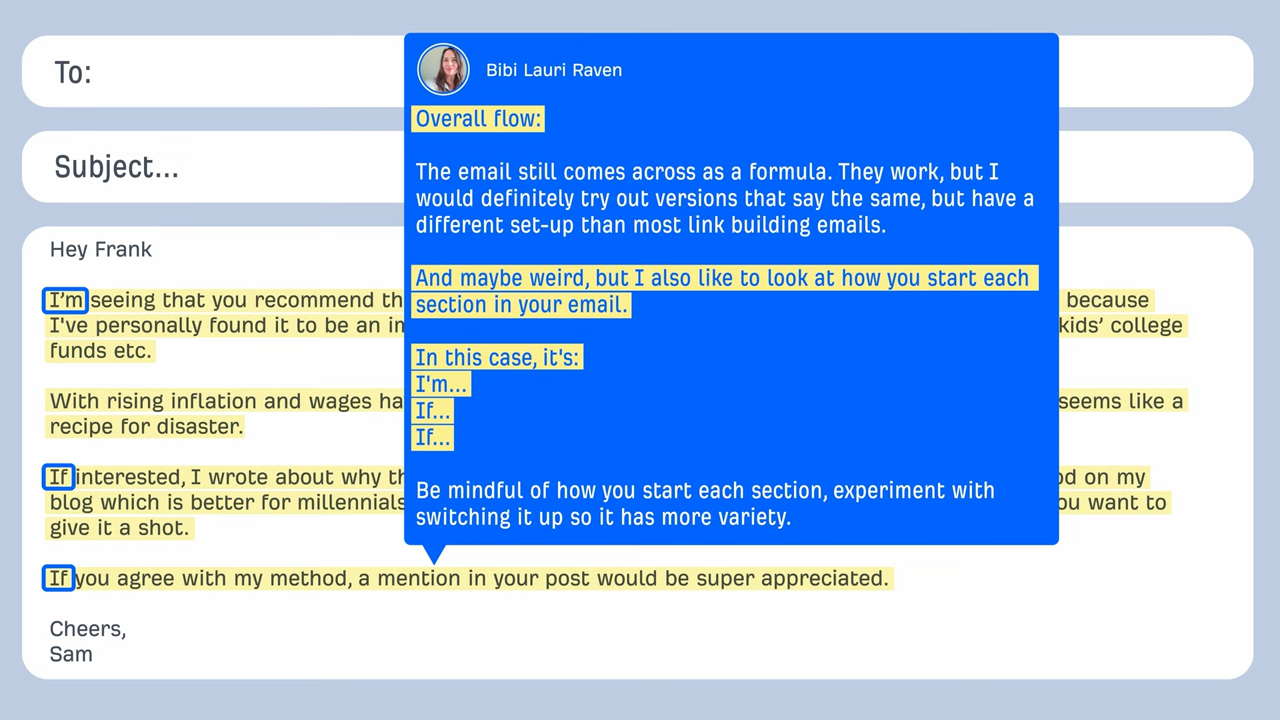 To:
Subject...
Hey Frank
I'm seeing that you recommend th
because
I've personally found it to be an
kids' college
funds etc.
With rising inflation and wages ha
seems like a
recipe for disaster.
If interested, I wrote about why th
on my
blog which is better for millennials
want to
give it a shot.
If you agree with my method, a mention in your post would be super appreciated.
Cheers,
Sam
Bibi Lauri Raven
Overall flow:
The email still comes across as a formula. They work, but I
would definitely try out versions that say the same, but have a
different set-up than most link building emails.
And maybe weird, but I also like to look at how you start each
section in your email.
In this case, it's:
I'm...
If...
If...
Be mindful of how you start each section, experiment with
switching it up so it has more variety.